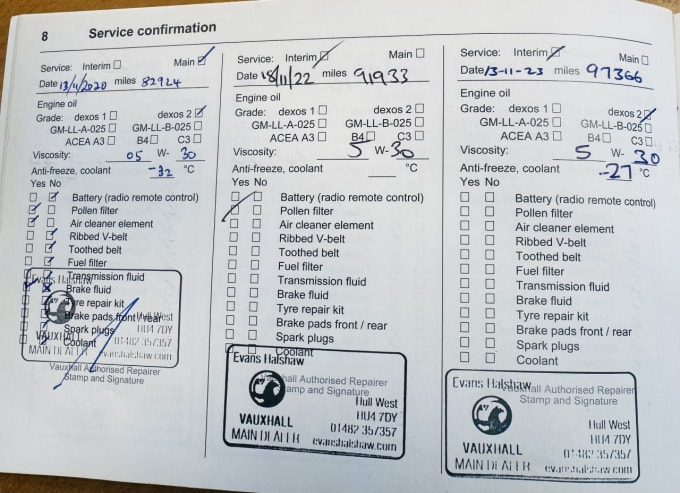 8 Service confirmation
Service: Interim Main
Date 13/11/2020 miles 82924
Engine oil
Grade: dexos 1 dexos 2
GM-LL-A-025 GM-LL-B-025
ACEA A3 B4 C3
Viscosity: 05 W- 30
Anti-freeze, coolant -32 °C
Yes No
Battery (radio remote control)
Pollen filter
Air cleaner element
Ribbed V-belt
Toothed belt
Fuel filter
Transmission fluid
Brake fluid
Tyre repair kit
Brake pads front / rear
Spark plugs
Coolant
Evans Halshaw
Hull West
HU4 7DY
VAUXHALL 01482 357357
MAIN DEALER evanshalshaw.com
Vauxhall Authorised Repairer
Stamp and Signature
Service: Interim Main
Date 18/11/22 miles 91933
Engine oil
Grade: dexos 1 dexos 2
GM-LL-A-025 GM-LL-B-025
ACEA A3 B4 C3
Viscosity: 5 W- 30
Anti-freeze, coolant °C
Yes No
Battery (radio remote control)
Pollen filter
Air cleaner element
Ribbed V-belt
Toothed belt
Fuel filter
Transmission fluid
Brake fluid
Tyre repair kit
Brake pads front / rear
Spark plugs
Coolant
Evans Halshaw
Vauxhall Authorised Repairer
Stamp and Signature
Hull West
HU4 7DY
VAUXHALL 01482 357357
MAIN DEALER evanshalshaw.com
Service: Interim Main
Date 13-11-23 miles 97366
Engine oil
Grade: dexos 1 dexos 2
GM-LL-A-025 GM-LL-B-025
ACEA A3 B4 C3
Viscosity: 5 W- 30
Anti-freeze, coolant -27 °C
Yes No
Battery (radio remote control)
Pollen filter
Air cleaner element
Ribbed V-belt
Toothed belt
Fuel filter
Transmission fluid
Brake fluid
Tyre repair kit
Brake pads front / rear
Spark plugs
Coolant
Evans Halshaw
Vauxhall Authorised Repairer
Stamp and Signature
Hull West
HU4 7DY
VAUXHALL 01482 357357
MAIN DEALER evanshalshaw.com